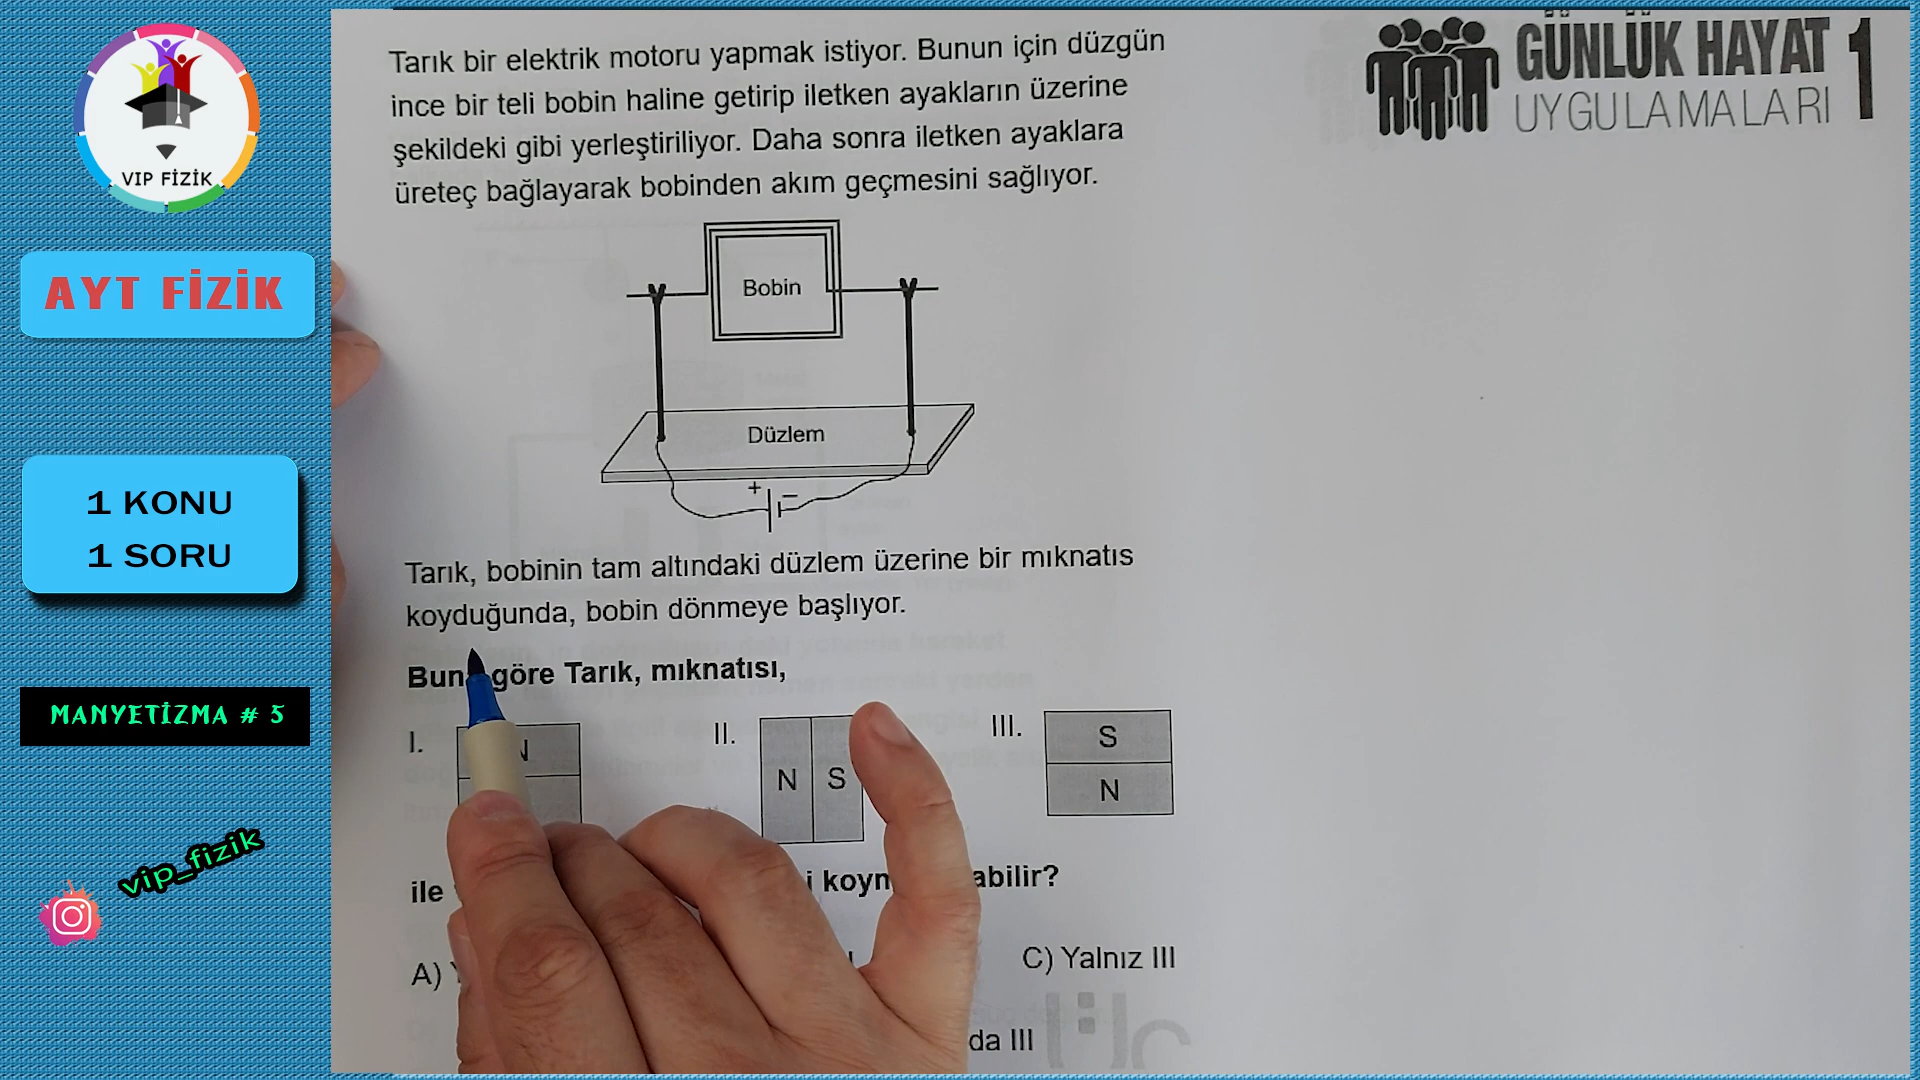 VIP FİZİK
AYT FİZİK
1 KONU
1 SORU
MANYETİZMA # 5
vip_fizik
GÜNLÜK HAYAT 1
UYGULAMALARI
Tarık bir elektrik motoru yapmak istiyor. Bunun için düzgün
ince bir teli bobin haline getirip iletken ayakların üzerine
şekildeki gibi yerleştiriliyor. Daha sonra iletken ayaklara
üreteç bağlayarak bobinden akım geçmesini sağlıyor.
Bobin
Düzlem
+ −
Tarık, bobinin tam altındaki düzlem üzerine bir mıknatıs
koyduğunda, bobin dönmeye başlıyor.
göre Tarık, mıknatısı,
I. N
II. N S
III. S
N
ile
A)
C) Yalnız III
da III